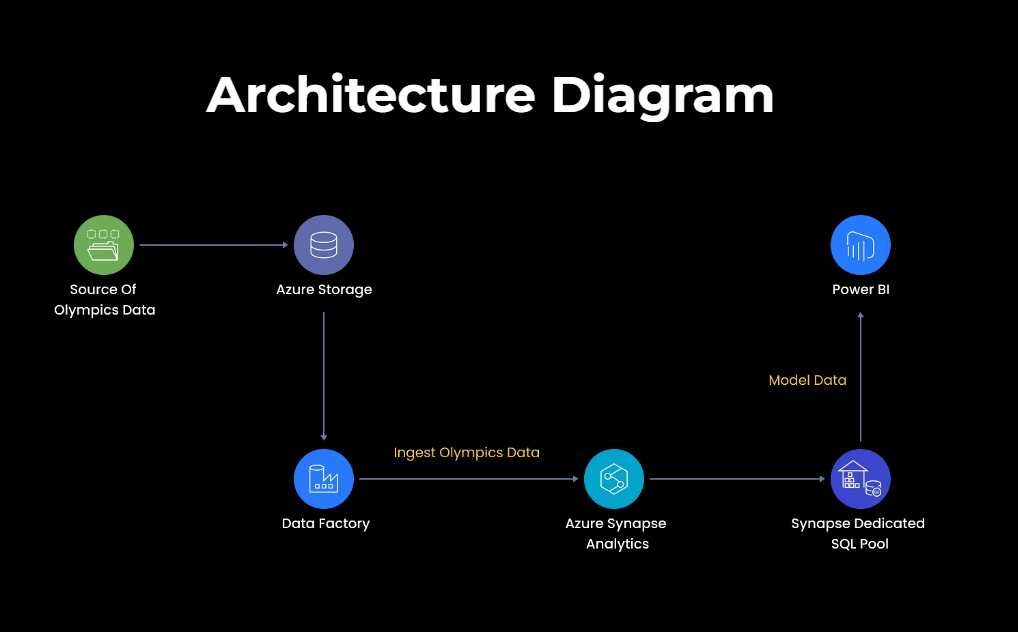 Architecture Diagram
Source Of
Olympics Data
Azure Storage
Power BI
Model Data
Ingest Olympics Data
Data Factory
Azure Synapse
Analytics
Synapse Dedicated
SQL Pool